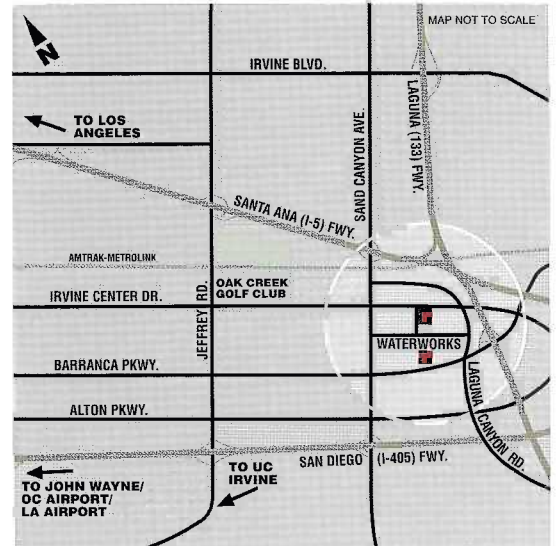 MAP NOT TO SCALE
N
IRVINE BLVD.
TO LOS
ANGELES
SAND CANYON AVE.
LAGUNA (133) FWY.
SANTA ANA (I-5) FWY.
AMTRAK-METROLINK
JEFFREY RD.
OAK CREEK
GOLF CLUB
IRVINE CENTER DR.
WATERWORKS
BARRANCA PKWY.
LAGUNA CANYON RD.
ALTON PKWY.
SAN DIEGO (I-405) FWY.
TO UC
IRVINE
TO JOHN WAYNE/
OC AIRPORT/
LA AIRPORT